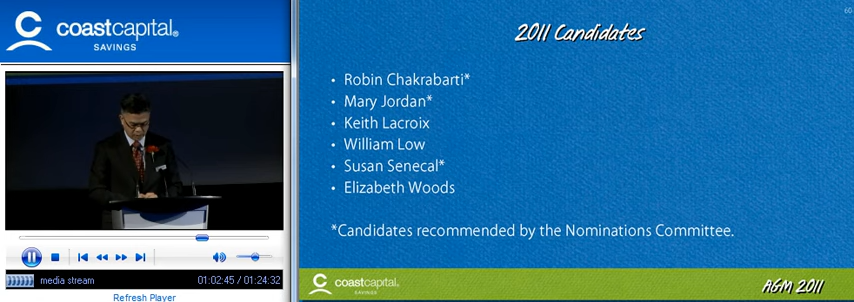 coastcapital®
SAVINGS
media stream
01:02:45 / 01:24:32
Refresh Player
60
2011 Candidates
• Robin Chakrabarti*
• Mary Jordan*
• Keith Lacroix
• William Low
• Susan Senecal*
• Elizabeth Woods
*Candidates recommended by the Nominations Committee.
coastcapital®
SAVINGS
AGM 2011